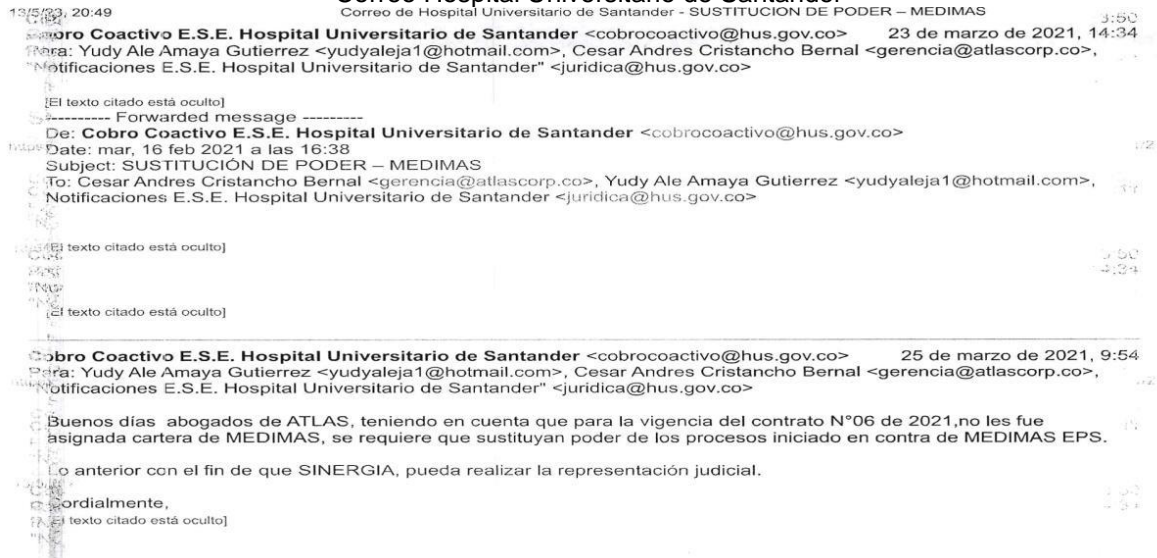 Correo Hospital Universitario de Santander
13/5/23, 20:49 Correo de Hospital Universitario de Santander - SUSTITUCIÓN DE PODER – MEDIMAS
Cobro Coactivo E.S.E. Hospital Universitario de Santander <cobrocoactivo@hus.gov.co> 23 de marzo de 2021, 14:34
Para: Yudy Ale Amaya Gutierrez <yudyaleja1@hotmail.com>, Cesar Andres Cristancho Bernal <gerencia@atlascorp.co>,
"Notificaciones E.S.E. Hospital Universitario de Santander" <juridica@hus.gov.co>
[El texto citado está oculto]
---------- Forwarded message ---------
De: Cobro Coactivo E.S.E. Hospital Universitario de Santander <cobrocoactivo@hus.gov.co>
Date: mar, 16 feb 2021 a las 16:38
Subject: SUSTITUCIÓN DE PODER – MEDIMAS
To: Cesar Andres Cristancho Bernal <gerencia@atlascorp.co>, Yudy Ale Amaya Gutierrez <yudyaleja1@hotmail.com>,
Notificaciones E.S.E. Hospital Universitario de Santander <juridica@hus.gov.co>
[El texto citado está oculto]
[El texto citado está oculto]
Cobro Coactivo E.S.E. Hospital Universitario de Santander <cobrocoactivo@hus.gov.co> 25 de marzo de 2021, 9:54
Para: Yudy Ale Amaya Gutierrez <yudyaleja1@hotmail.com>, Cesar Andres Cristancho Bernal <gerencia@atlascorp.co>,
"Notificaciones E.S.E. Hospital Universitario de Santander" <juridica@hus.gov.co>
Buenos días abogados de ATLAS, teniendo en cuenta que para la vigencia del contrato N°06 de 2021,no les fue
asignada cartera de MEDIMAS, se requiere que sustituyan poder de los procesos iniciado en contra de MEDIMAS EPS.
Lo anterior con el fin de que SINERGIA, pueda realizar la representación judicial.
Cordialmente,
[El texto citado está oculto]